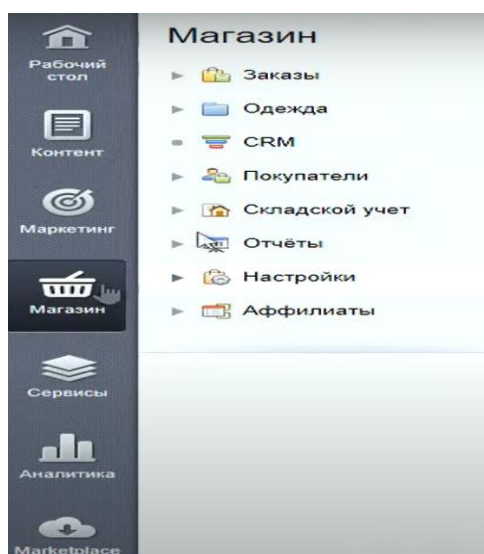 Рабочий
стол
Контент
Маркетинг
Магазин
Сервисы
Аналитика
Marketplace
Магазин
Заказы
Одежда
CRM
Покупатели
Складской учет
Отчёты
Настройки
Аффилиаты